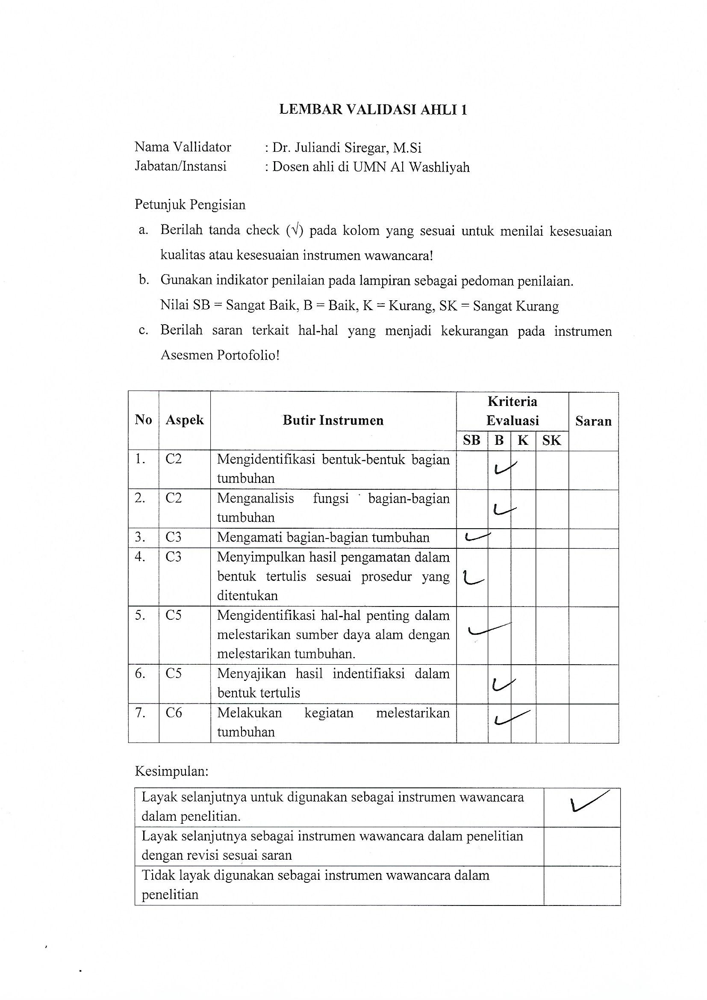 LEMBAR VALIDASI AHLI 1
Nama Vallidator : Dr. Juliandi Siregar, M.Si
Jabatan/Instansi : Dosen ahli di UMN Al Washliyah
Petunjuk Pengisian
a. Berilah tanda check (√) pada kolom yang sesuai untuk menilai kesesuaian
kualitas atau kesesuaian instrumen wawancara!
b. Gunakan indikator penilaian pada lampiran sebagai pedoman penilaian.
Nilai SB = Sangat Baik, B = Baik, K = Kurang, SK = Sangat Kurang
c. Berilah saran terkait hal-hal yang menjadi kekurangan pada instrumen
Asesmen Portofolio!
No Aspek Butir Instrumen Kriteria Evaluasi Saran
SB B K SK
1. C2 Mengidentifikasi bentuk-bentuk bagian ✓
tumbuhan
2. C2 Menganalisis fungsi bagian-bagian ✓
tumbuhan
3. C3 Mengamati bagian-bagian tumbuhan ✓
4. C3 Menyimpulkan hasil pengamatan dalam
bentuk tertulis sesuai prosedur yang ✓
ditentukan
5. C5 Mengidentifikasi hal-hal penting dalam ✓
melestarikan sumber daya alam dengan
melestarikan tumbuhan.
6. C5 Menyajikan hasil indentifiaksi dalam ✓
bentuk tertulis
7. C6 Melakukan kegiatan melestarikan ✓
tumbuhan
Kesimpulan:
Layak selanjutnya untuk digunakan sebagai instrumen wawancara ✓
dalam penelitian.
Layak selanjutnya sebagai instrumen wawancara dalam penelitian
dengan revisi sesuai saran
Tidak layak digunakan sebagai instrumen wawancara dalam
penelitian